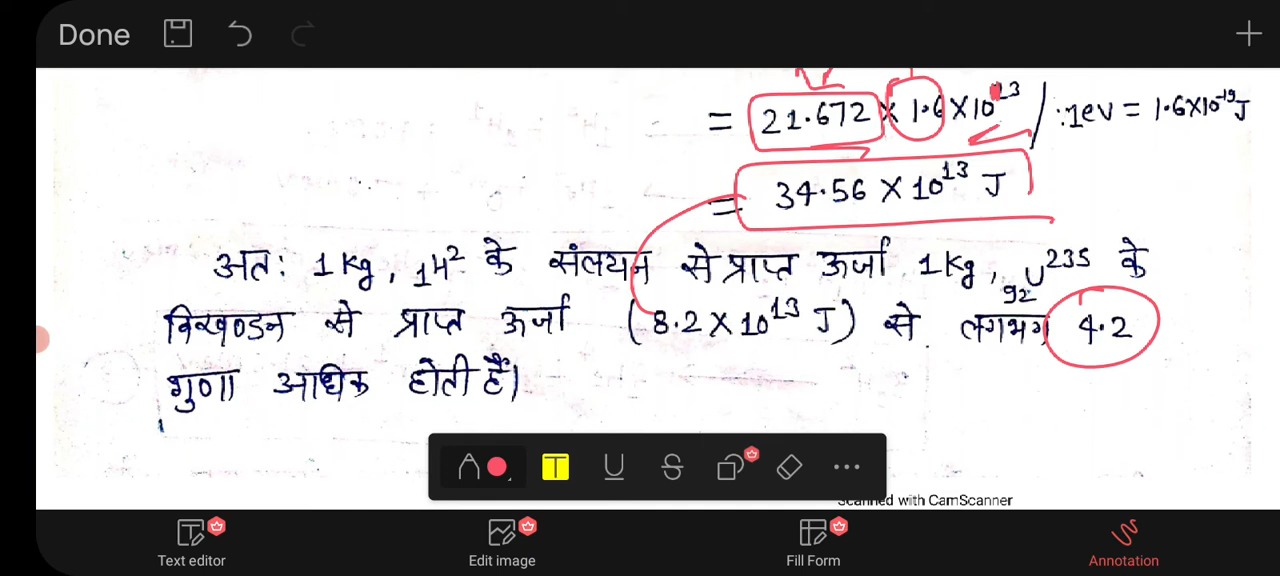 Done
= 21.672 × 1.6 × 10¹³ / ∵1ev = 1.6×10⁻¹⁹J
= 34.56 × 10¹³ J
अतः 1 Kg, ₁H² के संलयन से प्राप्त ऊर्जा 1Kg, ₉₂U²³⁵ के
विखण्डन से प्राप्त ऊर्जा (8.2 × 10¹³ J) से लगभग 4.2
गुणा अधिक होती हैं।
Scanned with CamScanner
Text editor
Edit image
Fill Form
Annotation